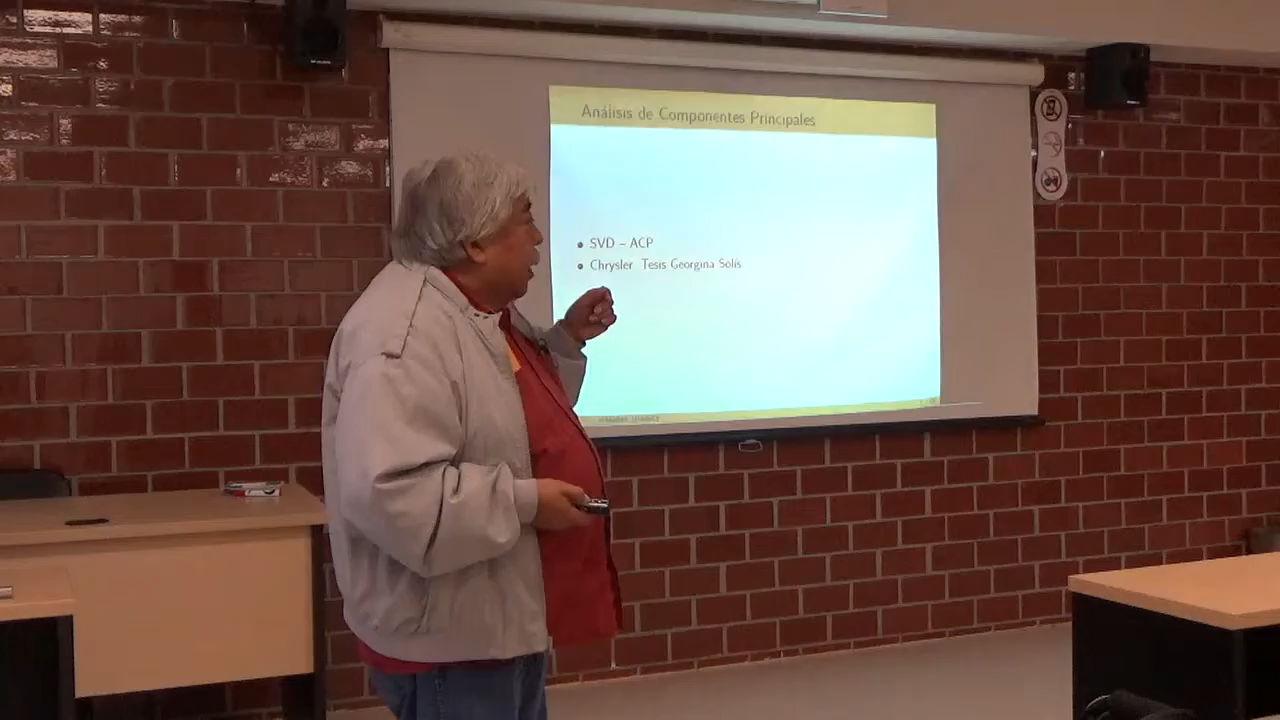 Análisis de Componentes Principales
SVD – ACP
Chrysler Tesis Georgina Solís